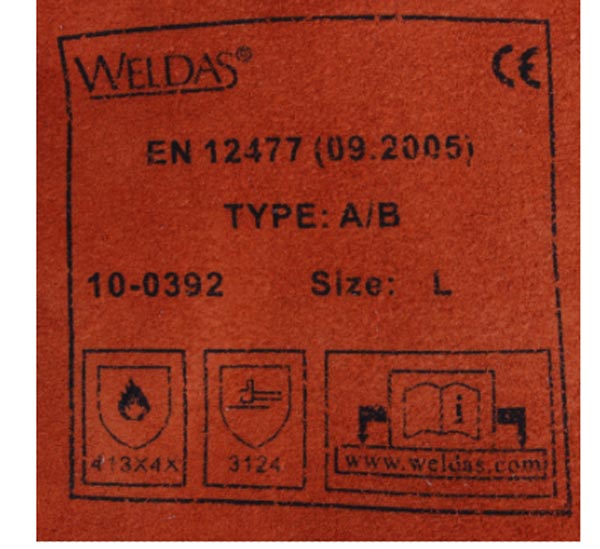 WELDAS® CE
EN 12477 (09.2005)
TYPE: A/B
10-0392 Size: L
i
413X4X 3124 www.weldas.com